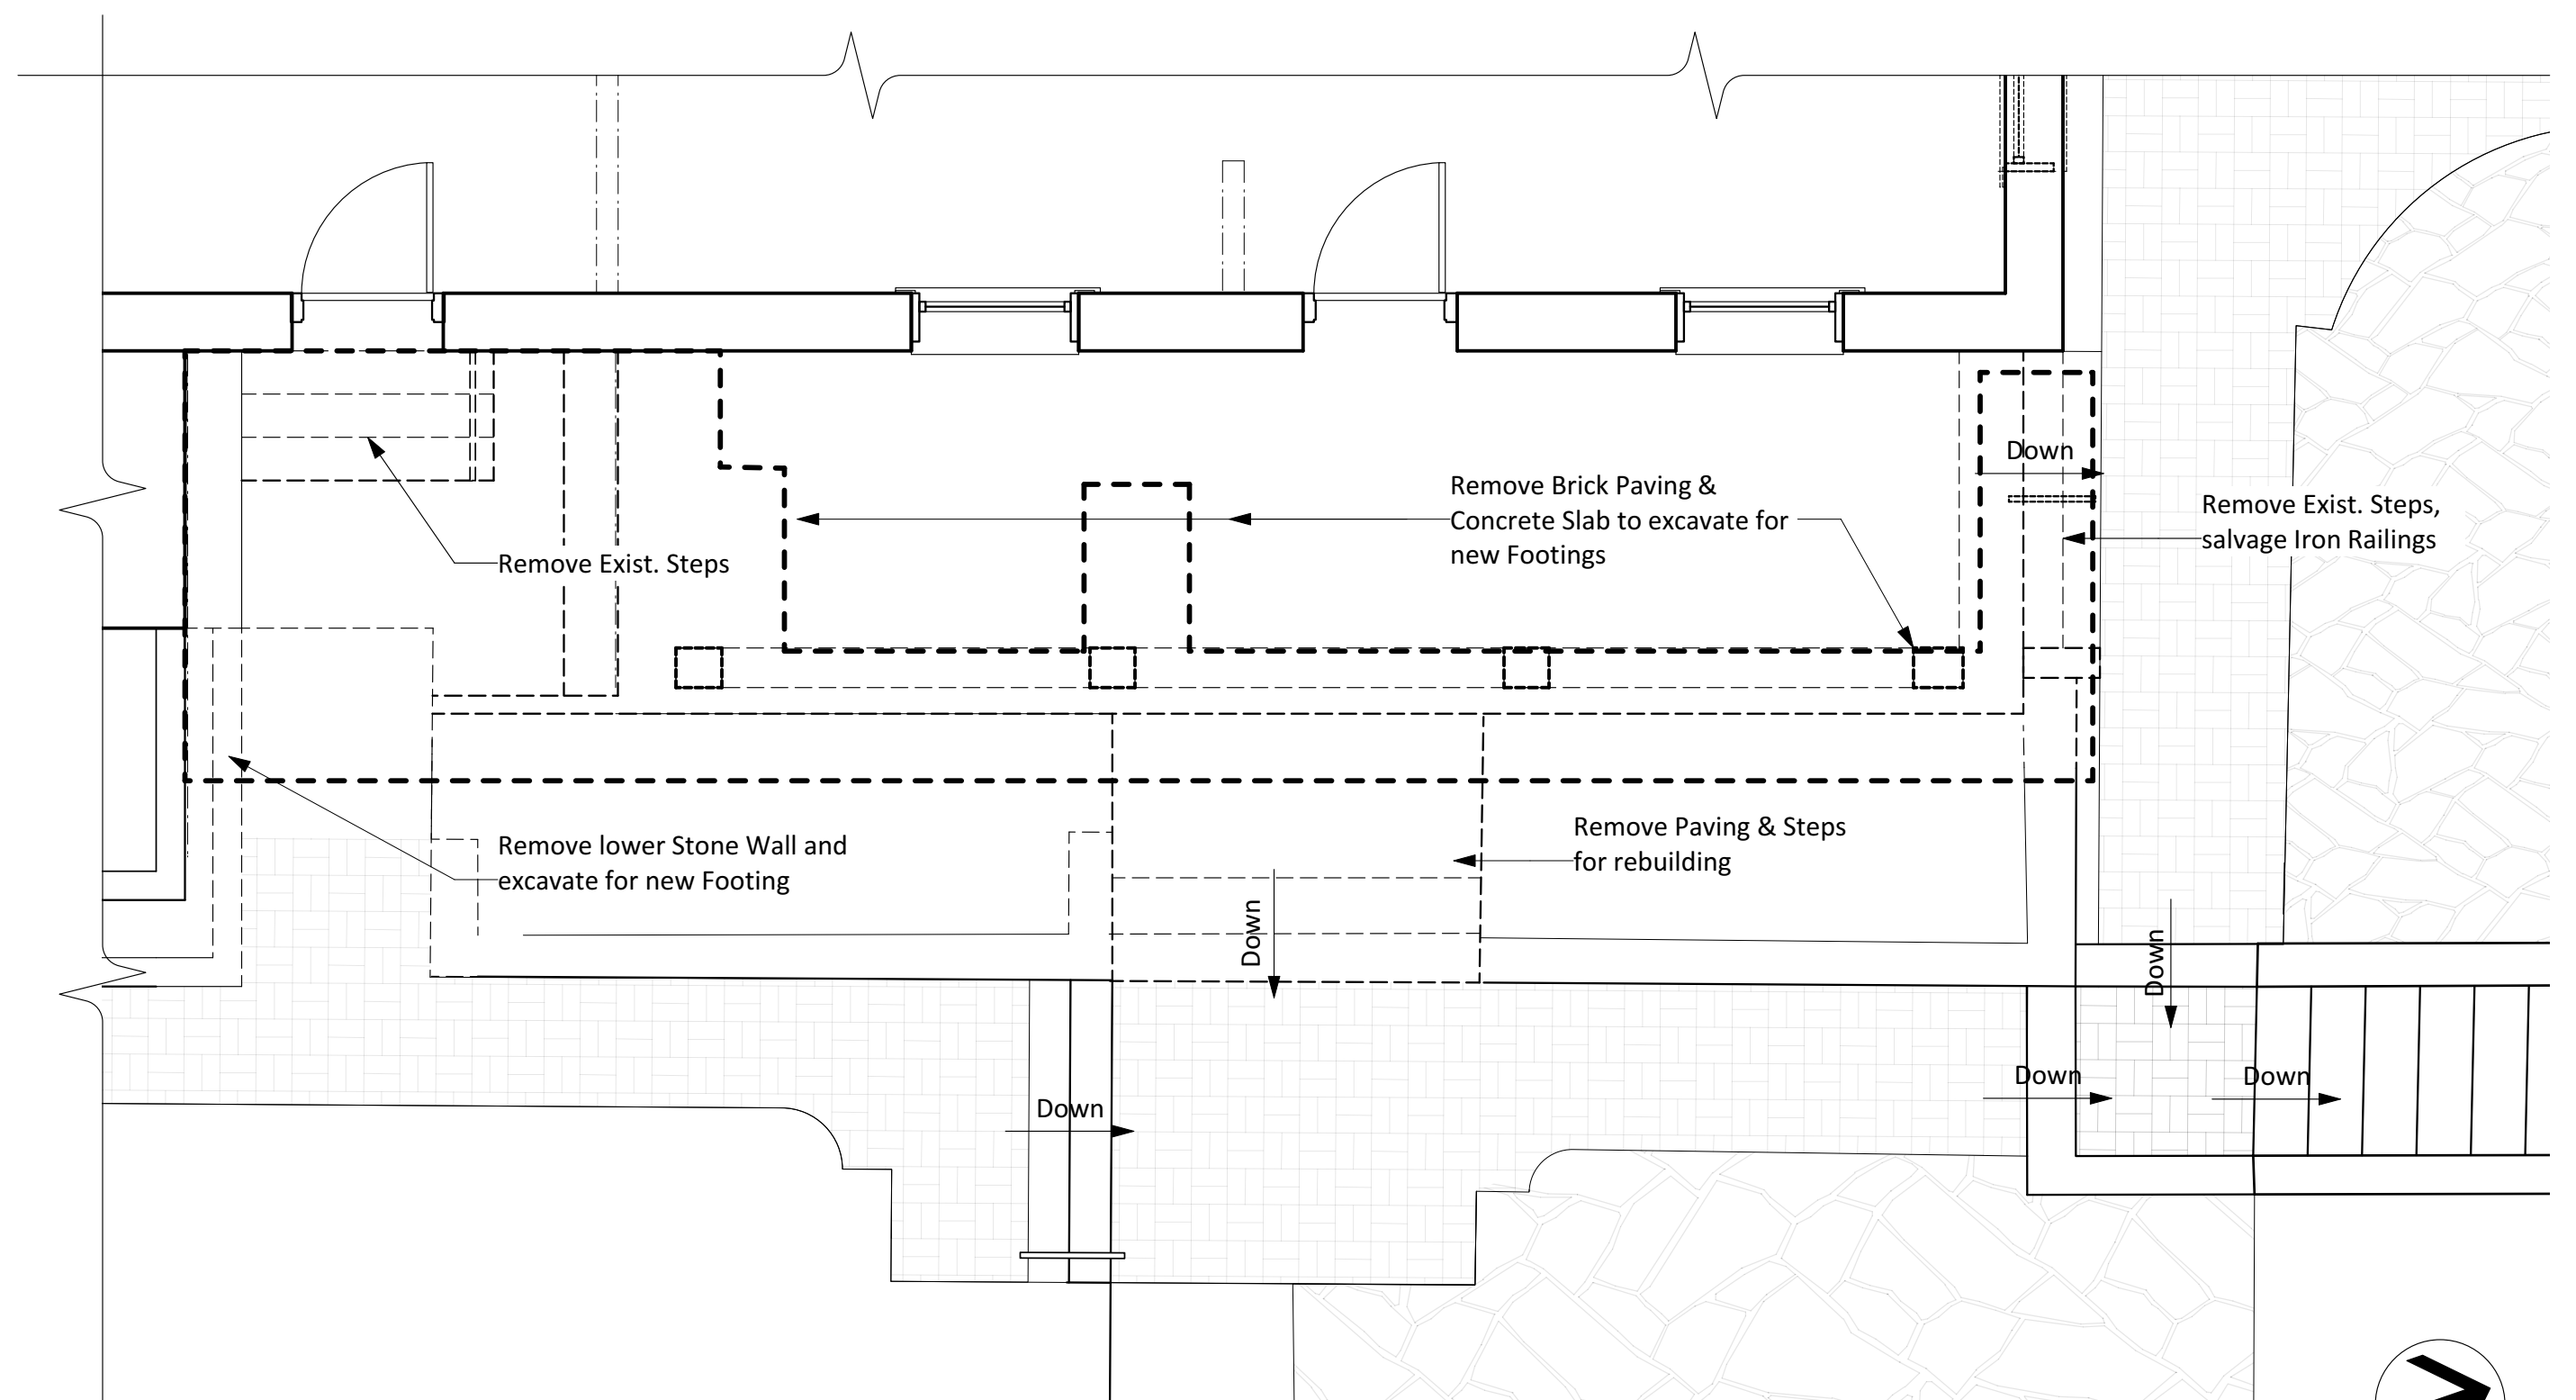 Down
Remove Brick Paving &
Concrete Slab to excavate for
new Footings
Remove Exist. Steps,
salvage Iron Railings
Remove Exist. Steps
Remove lower Stone Wall and
excavate for new Footing
Remove Paving & Steps
for rebuilding
Down
Down
Down
Down
Down